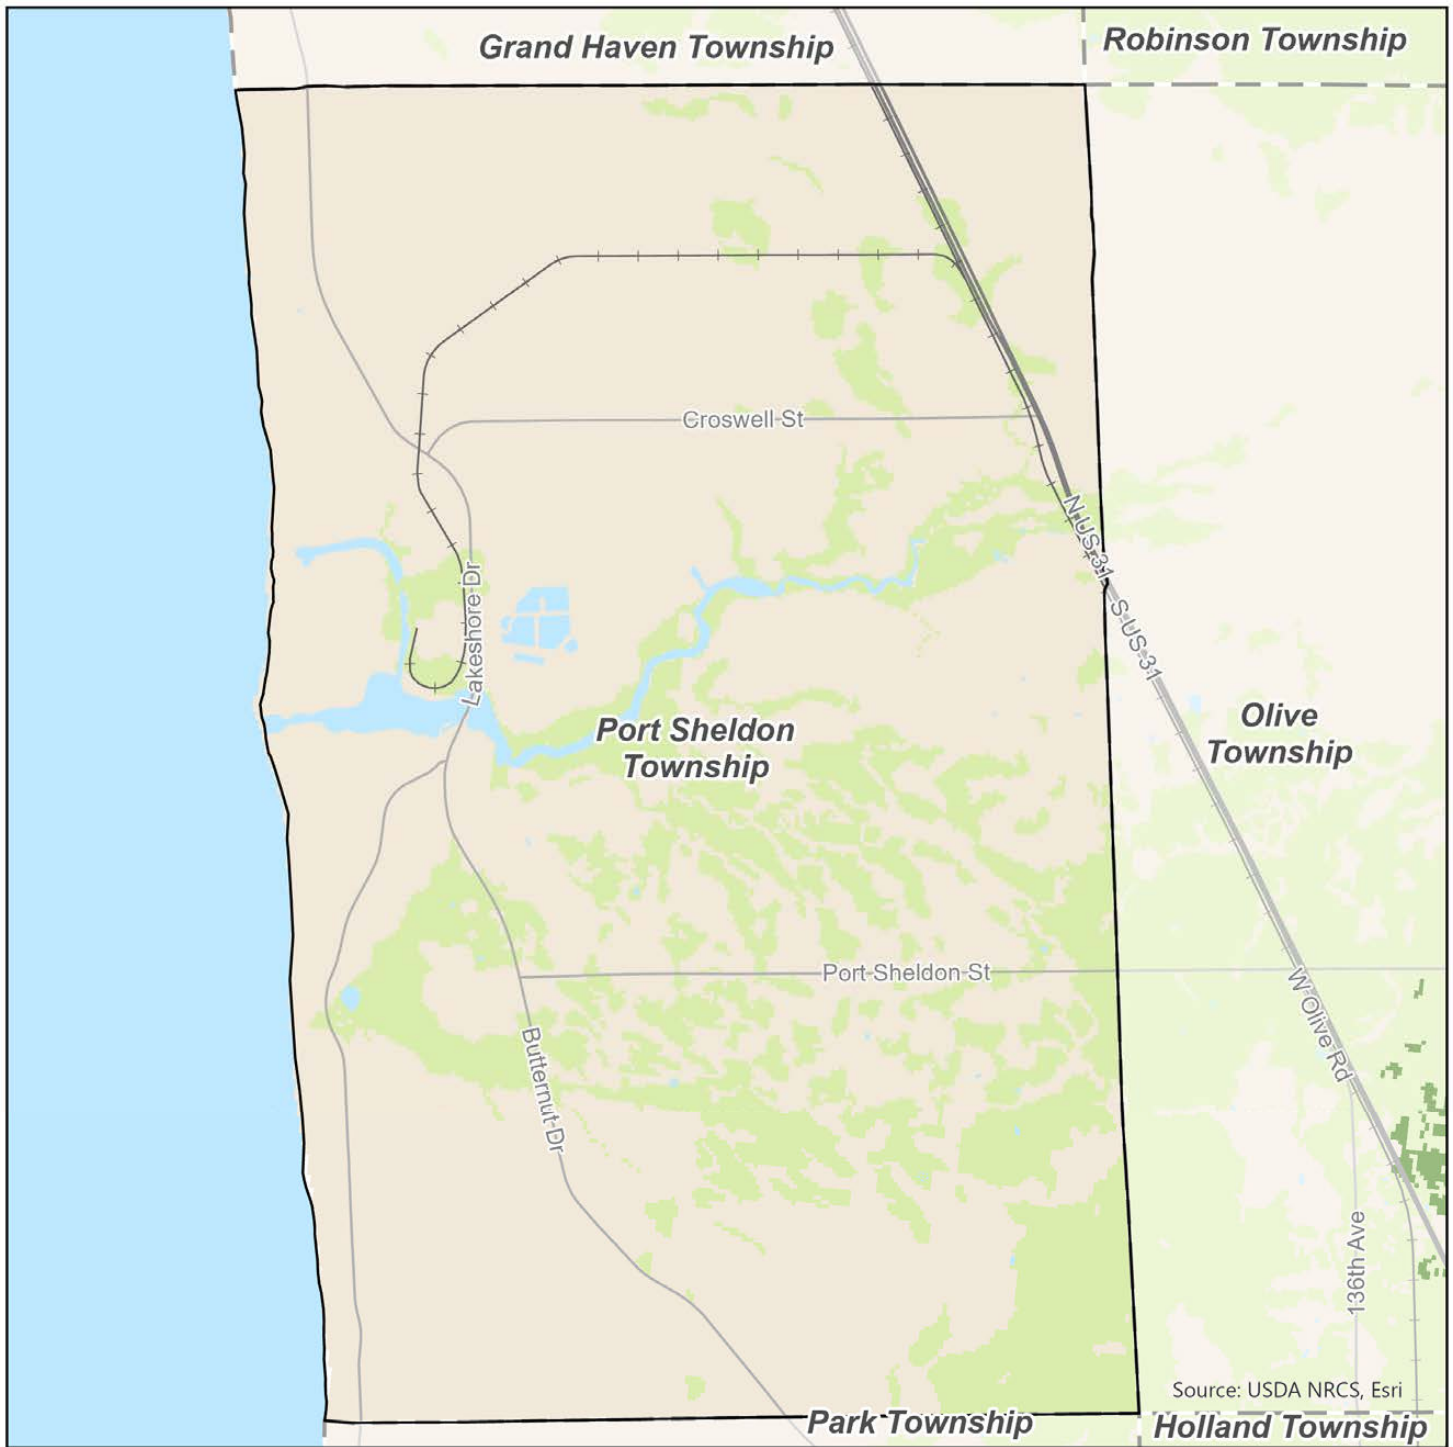 Grand Haven Township
Robinson Township
Croswell St
N US-31
S US-31
Lakeshore Dr
Port Sheldon
Township
Olive
Township
Port Sheldon St
W Olive Rd
Butternut Dr
136th Ave
Source: USDA NRCS, Esri
Park Township
Holland Township